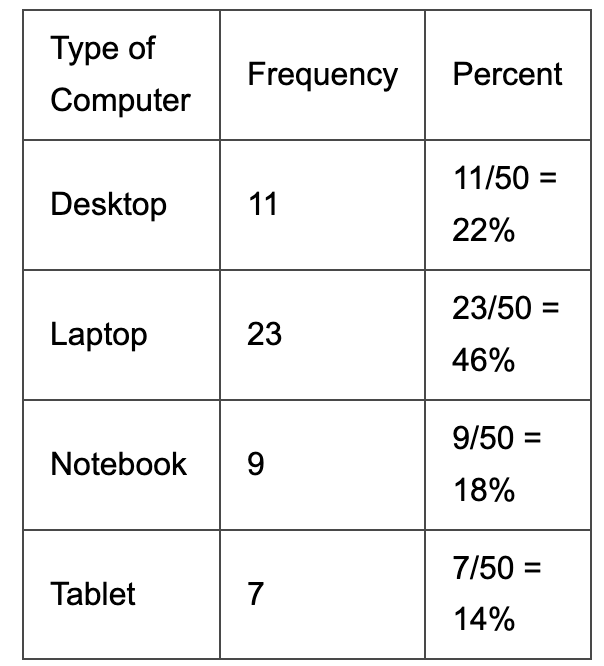 Type of
Computer
Frequency
Percent
Desktop
11
11/50 =
22%
Laptop
23
23/50 =
46%
Notebook
9
9/50 =
18%
Tablet
7
7/50 =
14%